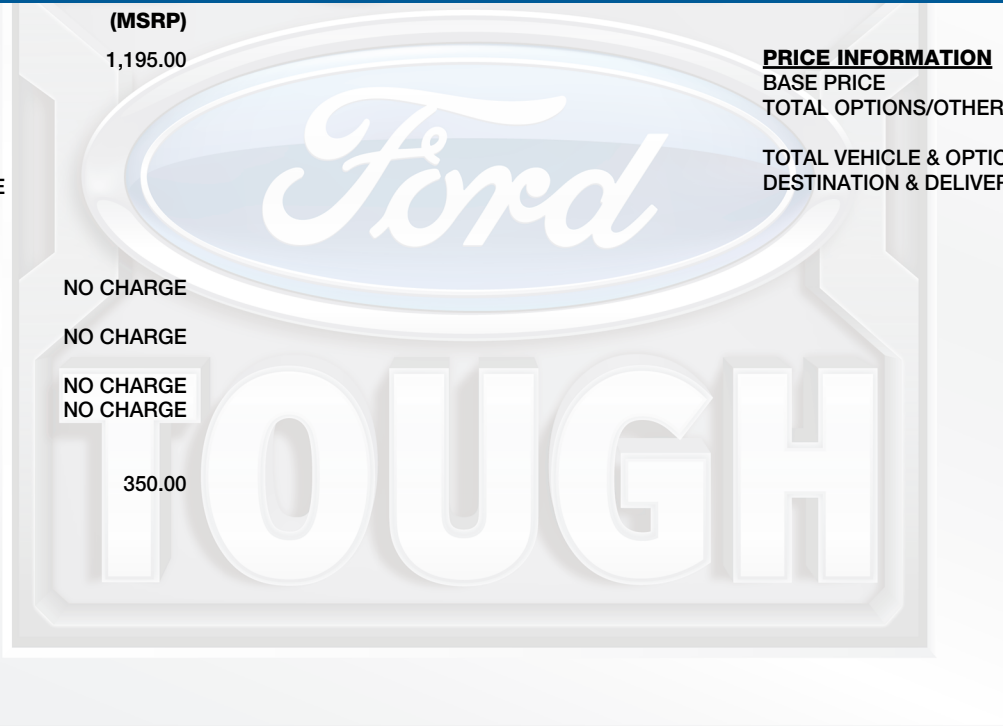 (MSRP)
1,195.00
E
NO CHARGE
NO CHARGE
NO CHARGE
NO CHARGE
350.00
PRICE INFORMATION
BASE PRICE
TOTAL OPTIONS/OTHER
TOTAL VEHICLE & OPTIO
DESTINATION & DELIVER
Ford
TOUGH